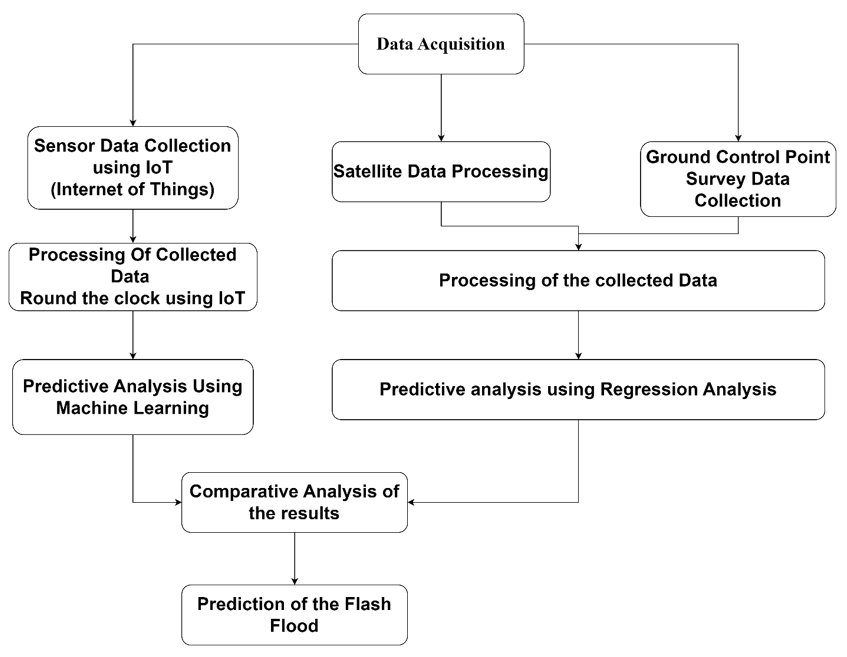 Data Acquisition
Sensor Data Collection
using IoT
(Internet of Things)
Satellite Data Processing
Ground Control Point
Survey Data
Collection
Processing Of Collected
Data
Round the clock using IoT
Processing of the collected Data
Predictive Analysis Using
Machine Learning
Predictive analysis using Regression Analysis
Comparative Analysis of
the results
Prediction of the Flash
Flood